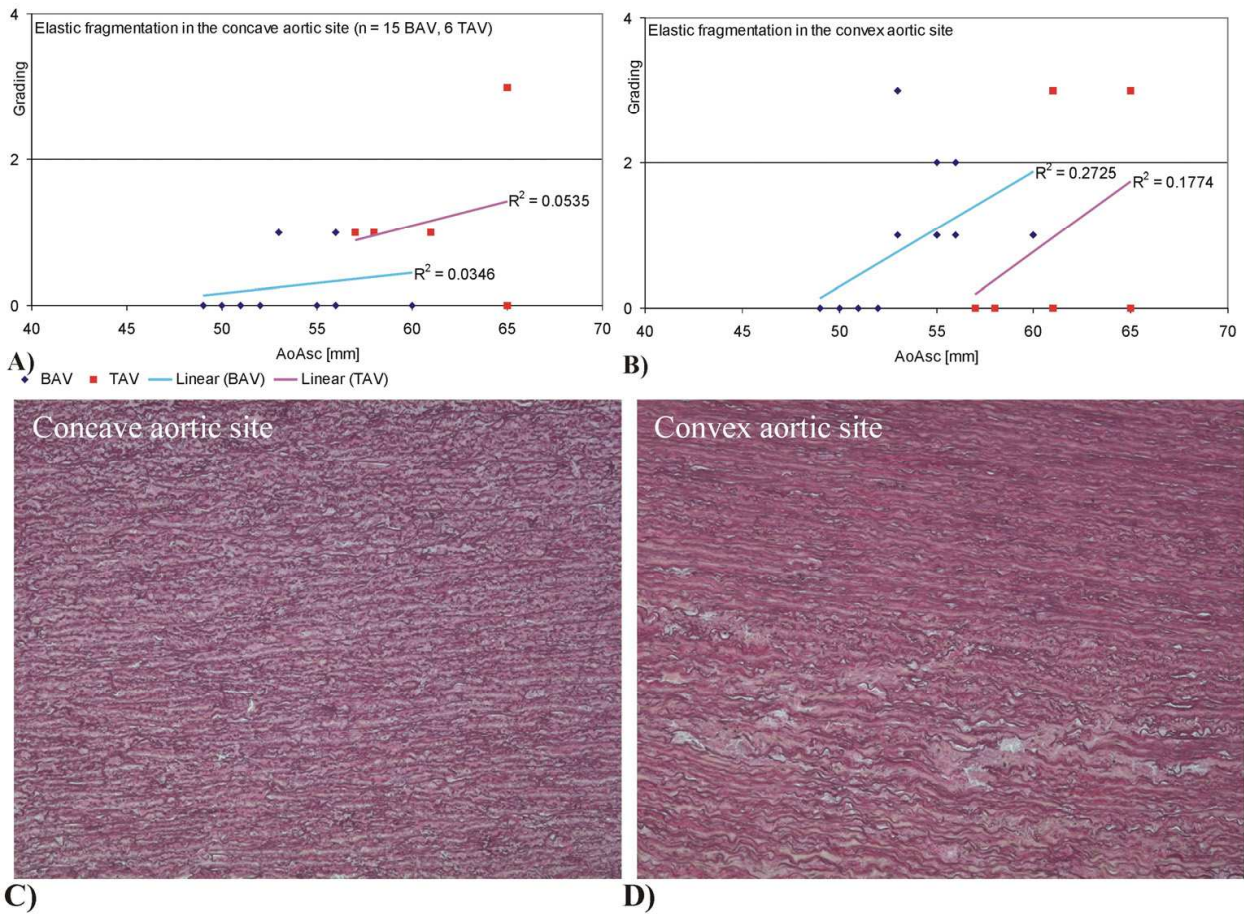 Elastic fragmentation in the concave aortic site (n = 15 BAV, 6 TAV)
4
2
0
Grading
40
50
55
60
65
70
AoAsc [mm]
45
R² = 0.0535
R² = 0.0346
A)
BAV
TAV
Linear (BAV)
Linear (TAV)
Elastic fragmentation in the convex aortic site
4
2
0
Grading
40
45
50
55
60
65
70
AoAsc [mm]
R² = 0.2725
R² = 0.1774
B)
Concave aortic site
C)
Convex aortic site
D)